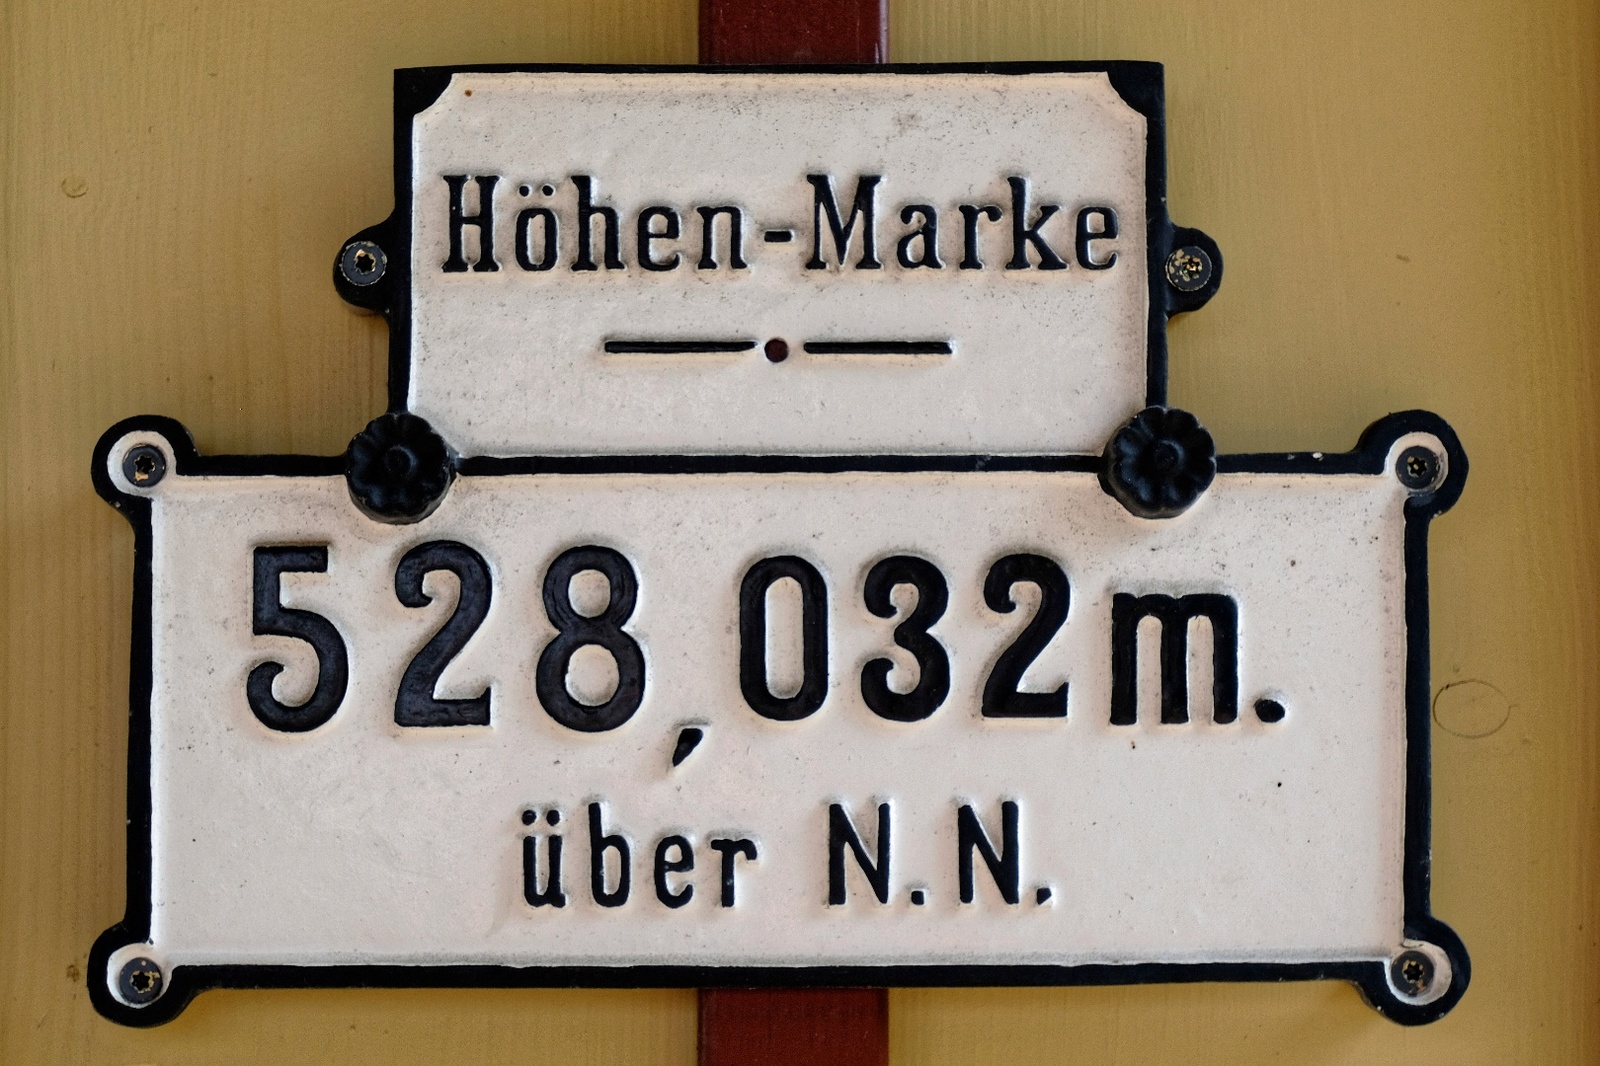 Höhen-Marke
528,032m.
über N.N.